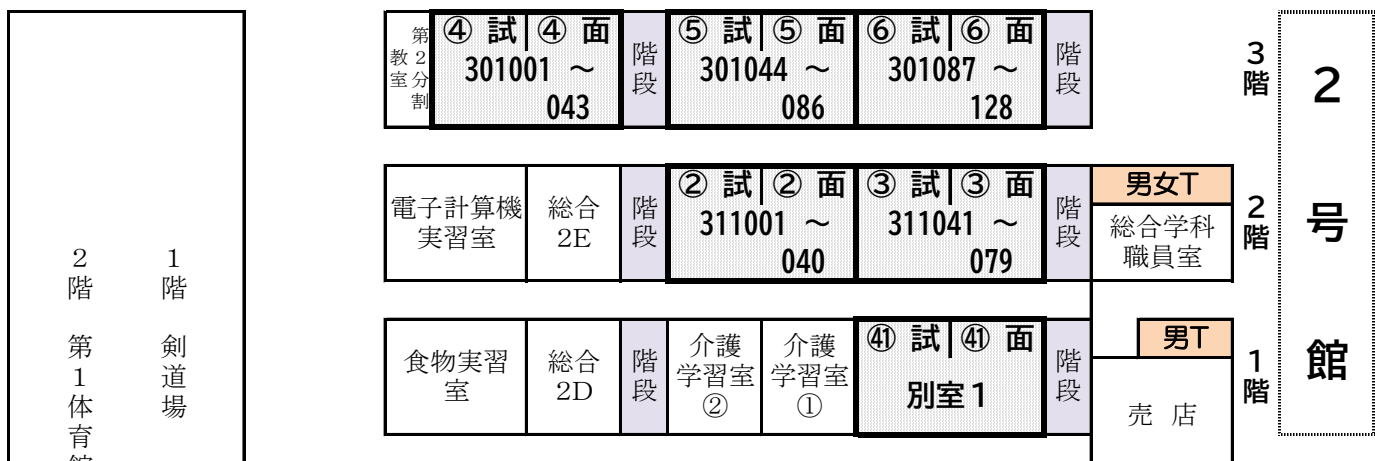 第2分割
教室
④ 試 ④ 面
301001 ～
043
階段
⑤ 試 ⑤ 面
301044 ～
086
⑥ 試 ⑥ 面
301087 ～
128
階段
3階
電子計算機
実習室
総合
2E
階段
② 試 ② 面
311001 ～
040
③ 試 ③ 面
311041 ～
079
階段
男女T
総合学科
職員室
2階
食物実習
室
総合
2D
階段
介護
学習室
②
介護
学習室
①
㊶ 試 ㊶ 面
別室1
階段
男T
売 店
1階
2号館
1階 剣道場
2階 第1体育